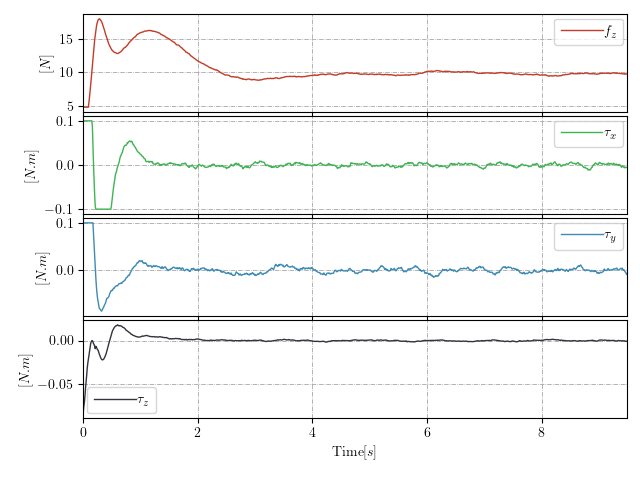 15
10
5
[N]
f_z
0.1
0.0
−0.1
[N.m]
τ_x
0.1
0.0
[N.m]
τ_y
0.00
−0.05
[N.m]
τ_z
0 2 4 6 8
Time[s]